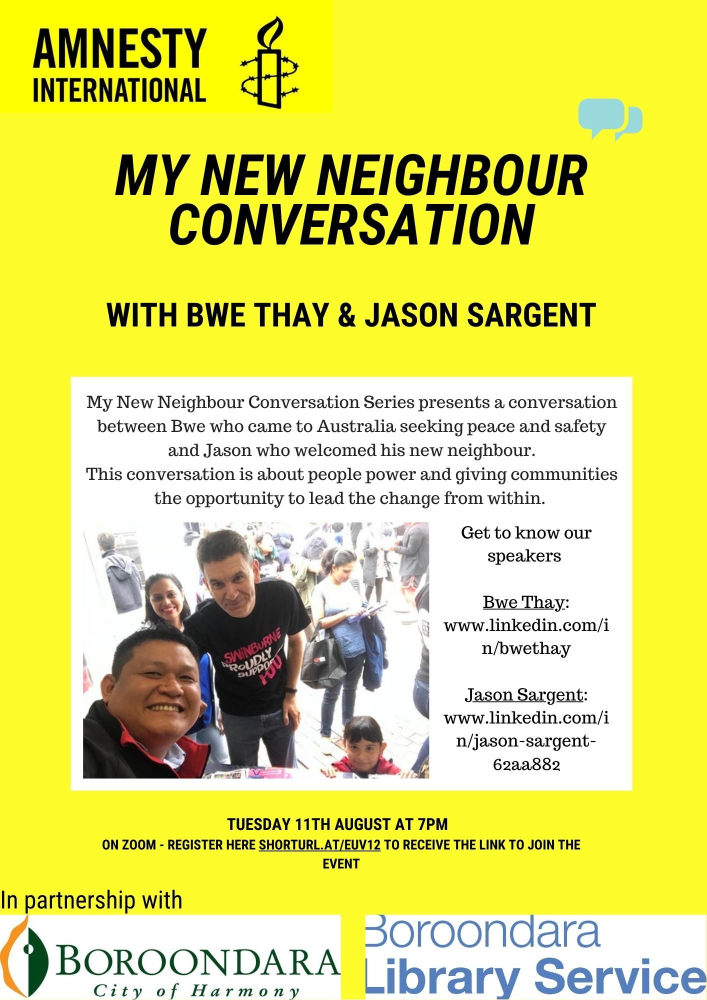 AMNESTY
INTERNATIONAL
MY NEW NEIGHBOUR
CONVERSATION
WITH BWE THAY & JASON SARGENT
My New Neighbour Conversation Series presents a conversation
between Bwe who came to Australia seeking peace and safety
and Jason who welcomed his new neighbour.
This conversation is about people power and giving communities
the opportunity to lead the change from within.
Get to know our
speakers
Bwe Thay:
www.linkedin.com/i
n/bwethay
Jason Sargent:
www.linkedin.com/i
n/jason-sargent-
62aa882
SWiNBuRNE
PRoUDLY
SUPPO
YOU
TUESDAY 11TH AUGUST AT 7PM
ON ZOOM - REGISTER HERE SHORTURL.AT/EUV12 TO RECEIVE THE LINK TO JOIN THE
EVENT
In partnership with
BOROONDARA
City of Harmony
Boroondara
Library Service